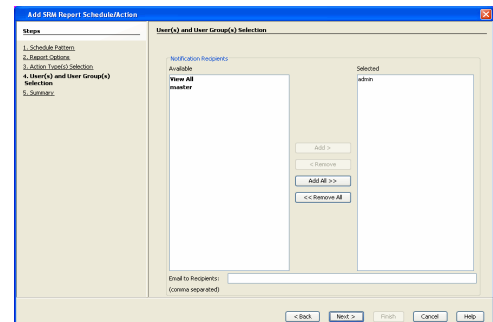 Add SRM Report Schedule/Action
Steps
1. Schedule Pattern
2. Report Options
3. Action Type(s) Selection
4. User(s) and User Group(s)
Selection
5. Summary
User(s) and User Group(s) Selection
Notification Recipients
Available
View All
master
Selected
admin
Add >
< Remove
Add All >>
<< Remove All
Email to Recipients:
(comma separated)
< Back
Next >
Finish
Cancel
Help